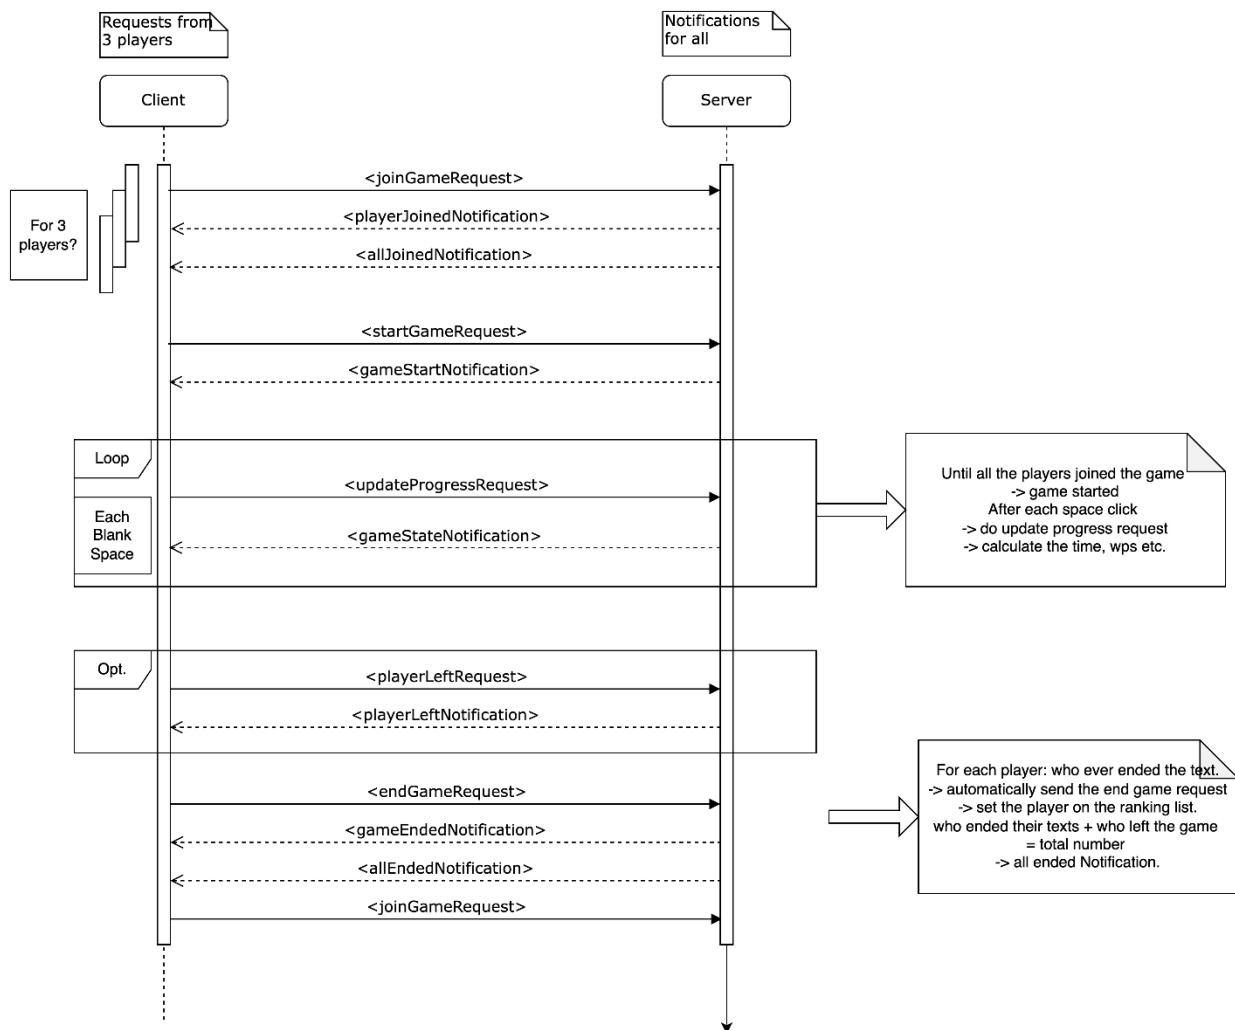 Requests from
3 players
Notifications
for all
Client
Server
For 3
players?
<joinGameRequest>
<playerJoinedNotification>
<allJoinedNotification>
<startGameRequest>
<gameStartNotification>
Loop
Each
Blank
Space
<updateProgressRequest>
<gameStateNotification>
Until all the players joined the game
-> game started
After each space click
-> do update progress request
-> calculate the time, wps etc.
Opt.
<playerLeftRequest>
<playerLeftNotification>
<endGameRequest>
<gameEndedNotification>
<allEndedNotification>
<joinGameRequest>
For each player: who ever ended the text.
-> automatically send the end game request
-> set the player on the ranking list.
who ended their texts + who left the game
= total number
-> all ended Notification.